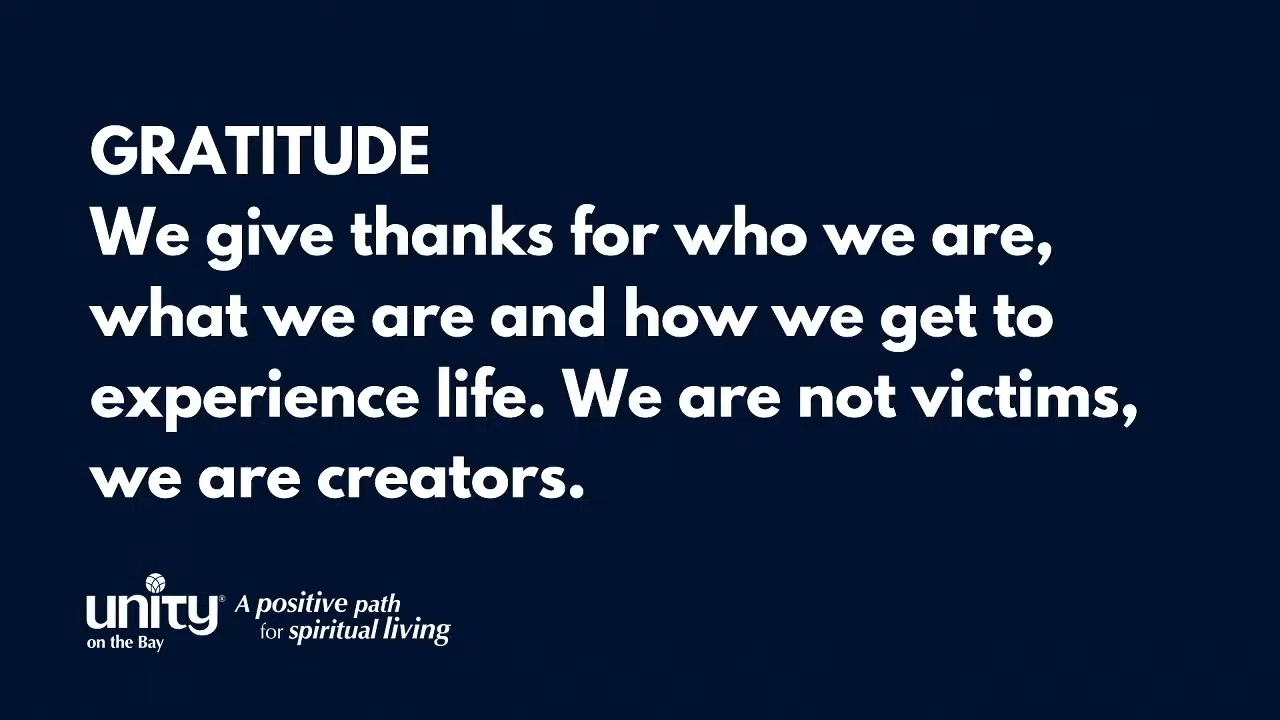 GRATITUDE
We give thanks for who we are,
what we are and how we get to
experience life. We are not victims,
we are creators.
unity® A positive path
on the Bay for spiritual living